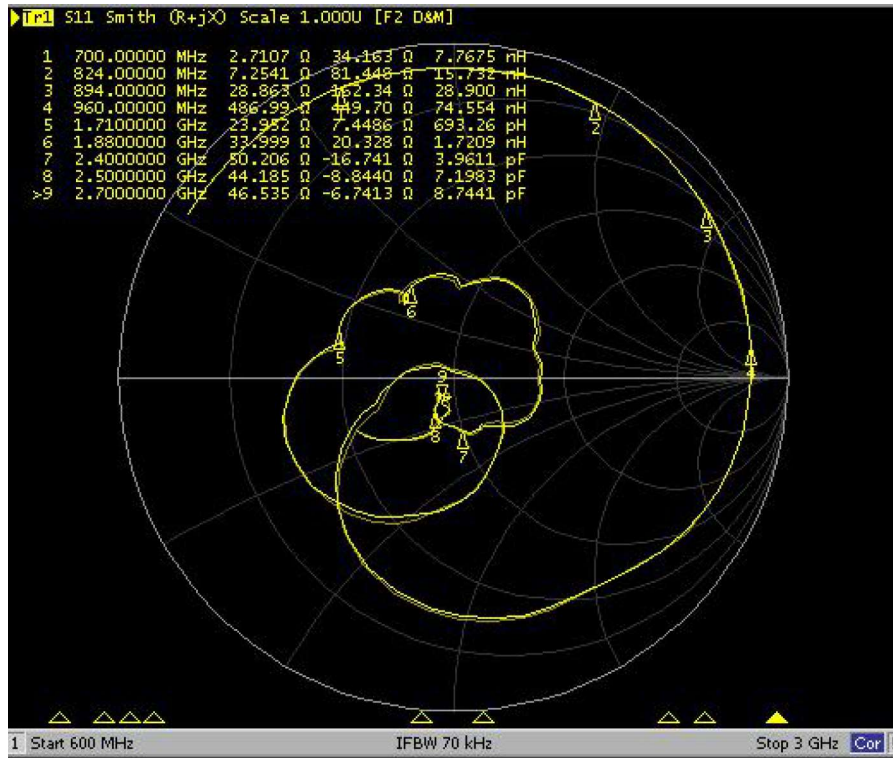 Tr1 S11 Smith (R+jX) Scale 1.000U [F2 D&M]
1 700.00000 MHz 2.7107 Ω 34.163 Ω 7.7675 nH
2 824.00000 MHz 7.2541 Ω 81.448 Ω 15.732 nH
3 894.00000 MHz 28.863 Ω 162.34 Ω 28.900 nH
4 960.00000 MHz 486.99 Ω 449.70 Ω 74.554 nH
5 1.7100000 GHz 23.952 Ω 7.4486 Ω 693.26 pH
6 1.8800000 GHz 33.999 Ω 20.328 Ω 1.7209 nH
7 2.4000000 GHz 50.206 Ω -16.741 Ω 3.9611 pF
8 2.5000000 GHz 44.185 Ω -8.8440 Ω 7.1983 pF
>9 2.7000000 GHz 46.535 Ω -6.7413 Ω 8.7441 pF
2
3
6
5
4
9
8
7
1 Start 600 MHz IFBW 70 kHz Stop 3 GHz Cor